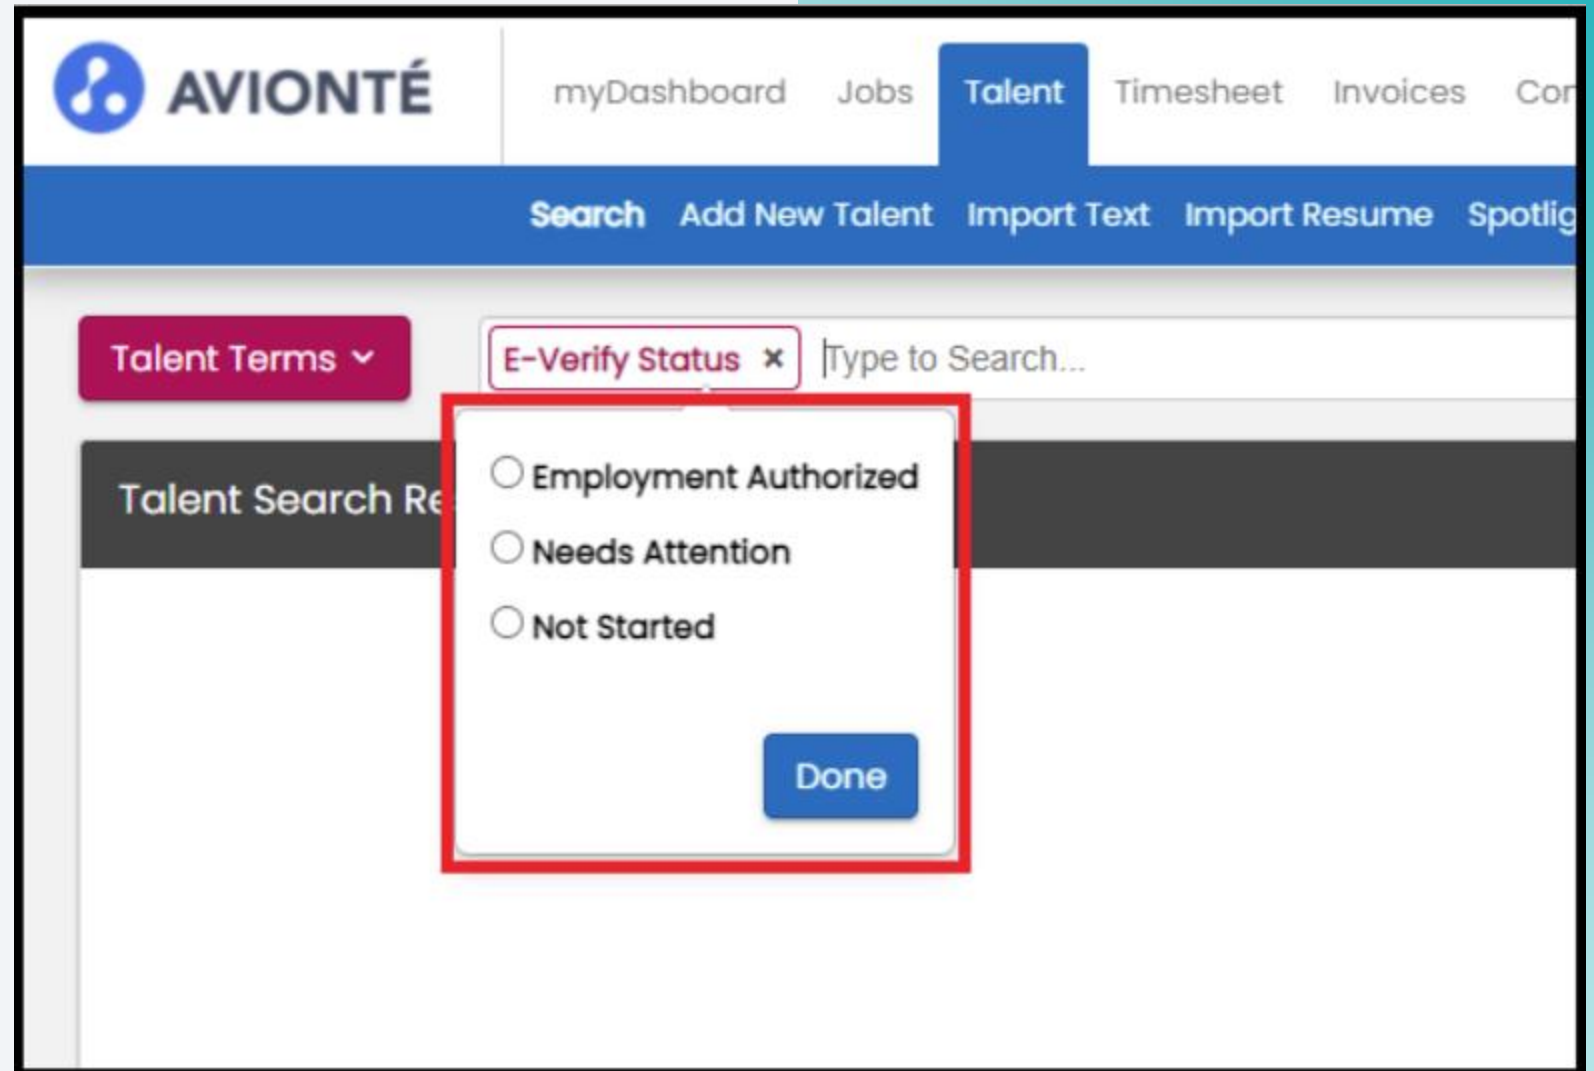 AVIONTÉ myDashboard Jobs Talent Timesheet Invoices
Search Add New Talent Import Text Import Resume
Talent Terms E-Verify Status × Type to Search...
Talent Search
Employment Authorized
Needs Attention
Not Started
Done